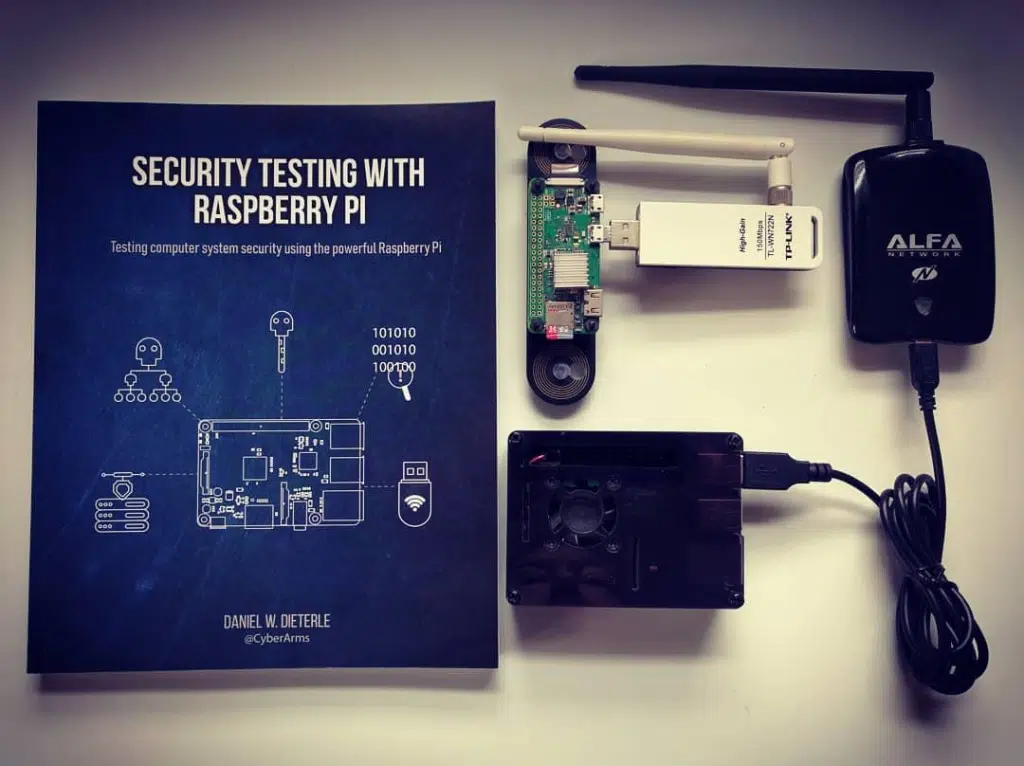 SECURITY TESTING WITH
RASPBERRY PI
Testing computer system security using the powerful Raspberry Pi
101010
001010
100100
DANIEL W. DIETERLE
@CyberArms
High-Gain
150Mbps
TL-WN722N
TP-LINK
ALFA
NETWORK